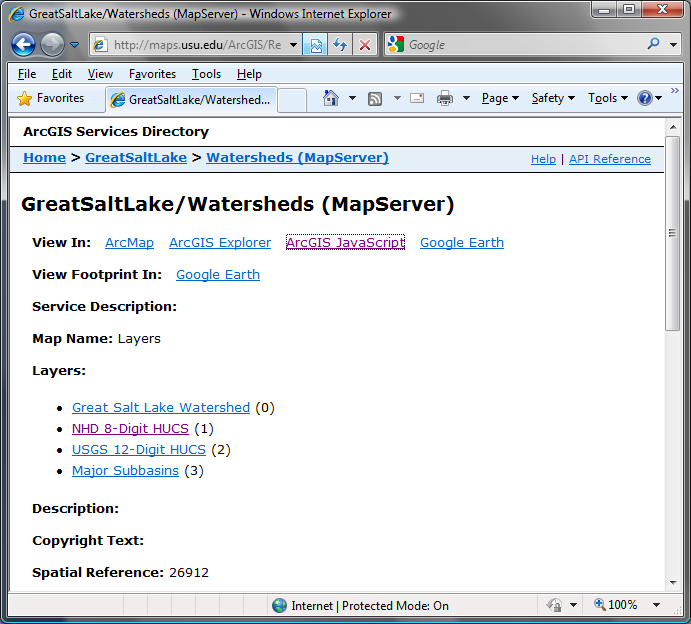 GreatSaltLake/Watersheds (MapServer) - Windows Internet Explorer
http://maps.usu.edu/ArcGIS/Re
Google
File Edit View Favorites Tools Help
Favorites GreatSaltLake/Watershed... Page Safety Tools
ArcGIS Services Directory
Home > GreatSaltLake > Watersheds (MapServer) Help | API Reference
GreatSaltLake/Watersheds (MapServer)
View In: ArcMap ArcGIS Explorer ArcGIS JavaScript Google Earth
View Footprint In: Google Earth
Service Description:
Map Name: Layers
Layers:
Great Salt Lake Watershed (0)
NHD 8-Digit HUCS (1)
USGS 12-Digit HUCS (2)
Major Subbasins (3)
Description:
Copyright Text:
Spatial Reference: 26912
Internet | Protected Mode: On 100%